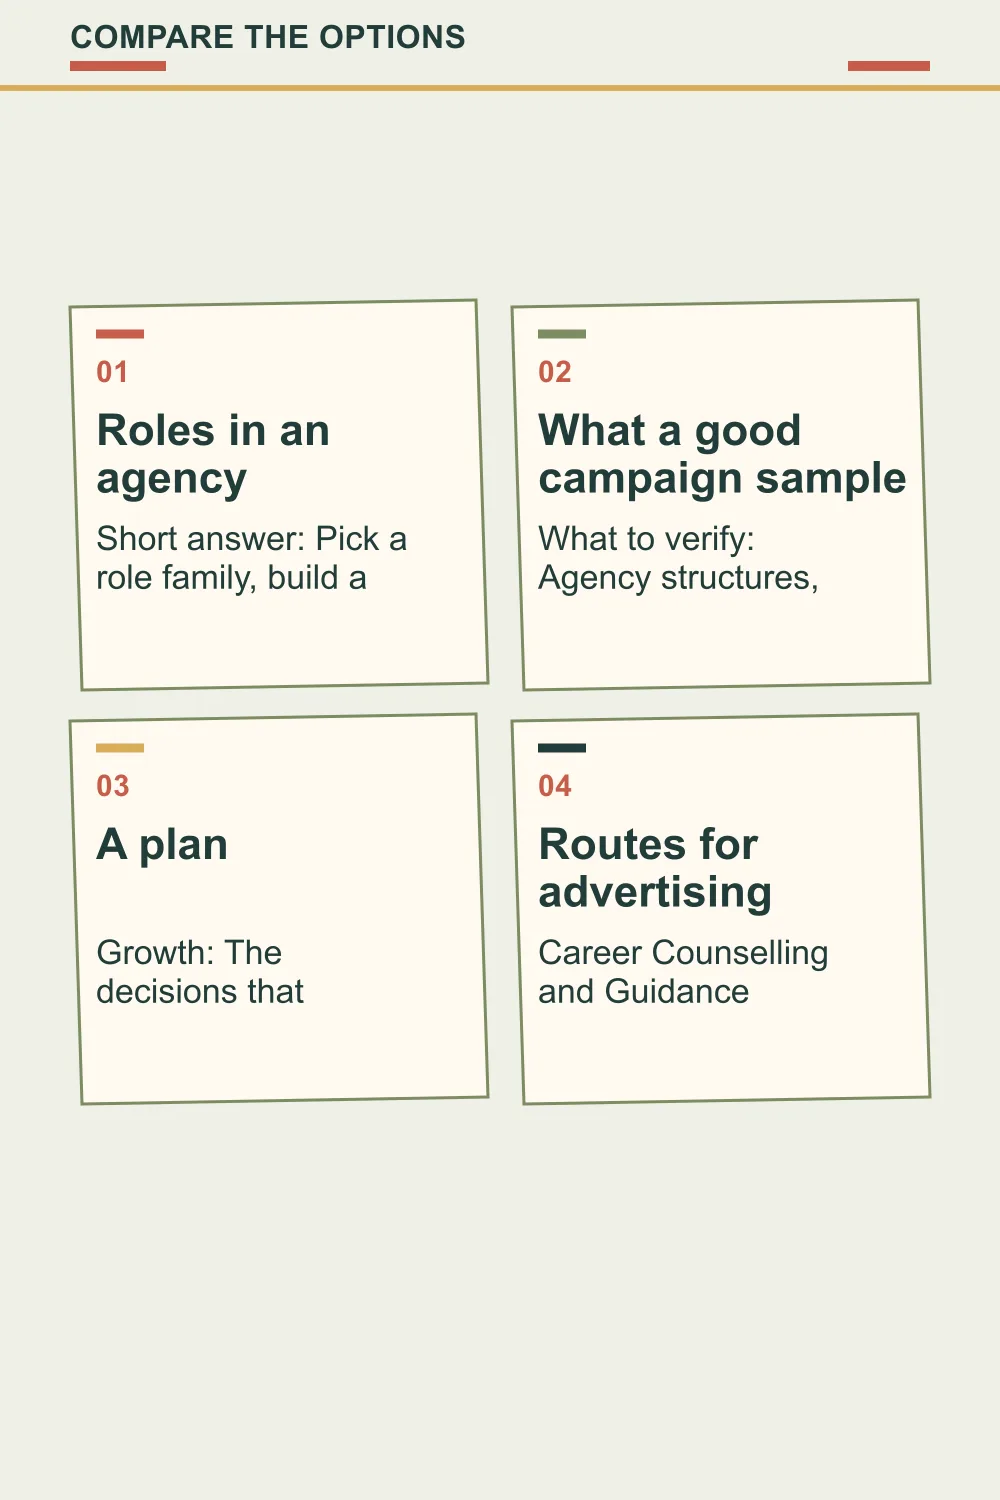 COMPARE THE OPTIONS
01
Roles in an
agency
Short answer: Pick a
role family, build a
02
What a good
campaign sample
What to verify:
Agency structures,
03
A plan
Growth: The
decisions that
04
Routes for
advertising
Career Counselling
and Guidance